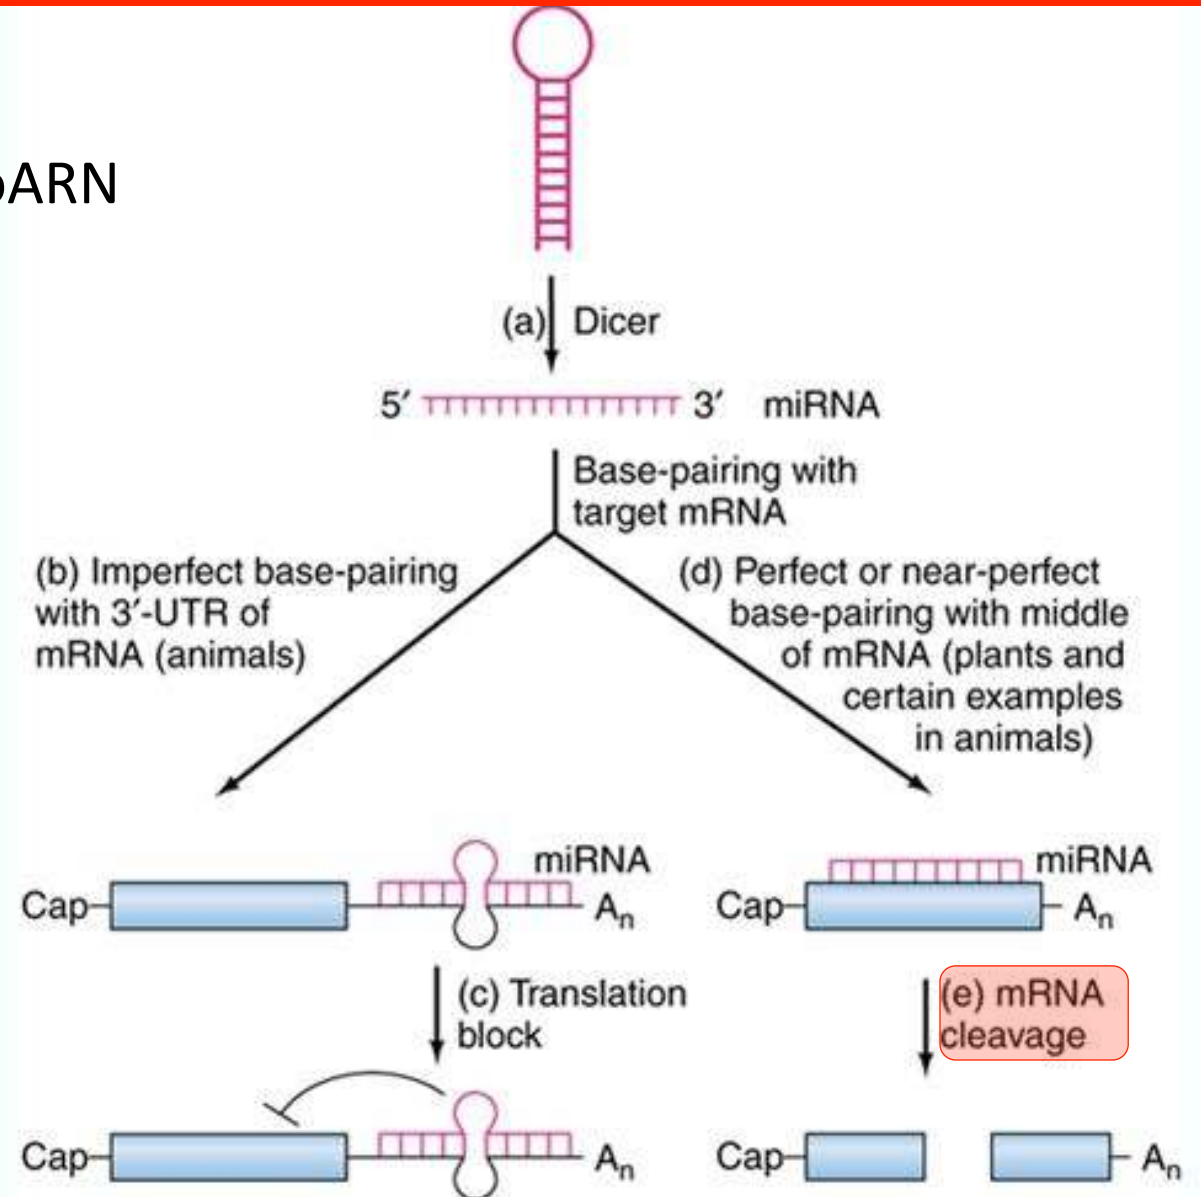 oARN
(a) Dicer
5′ 3′ miRNA
Base-pairing with
target mRNA
(b) Imperfect base-pairing
with 3′-UTR of
mRNA (animals)
(d) Perfect or near-perfect
base-pairing with middle
of mRNA (plants and
certain examples
in animals)
miRNA
Cap An
miRNA
Cap An
(c) Translation
block
(e) mRNA
cleavage
Cap An
Cap An